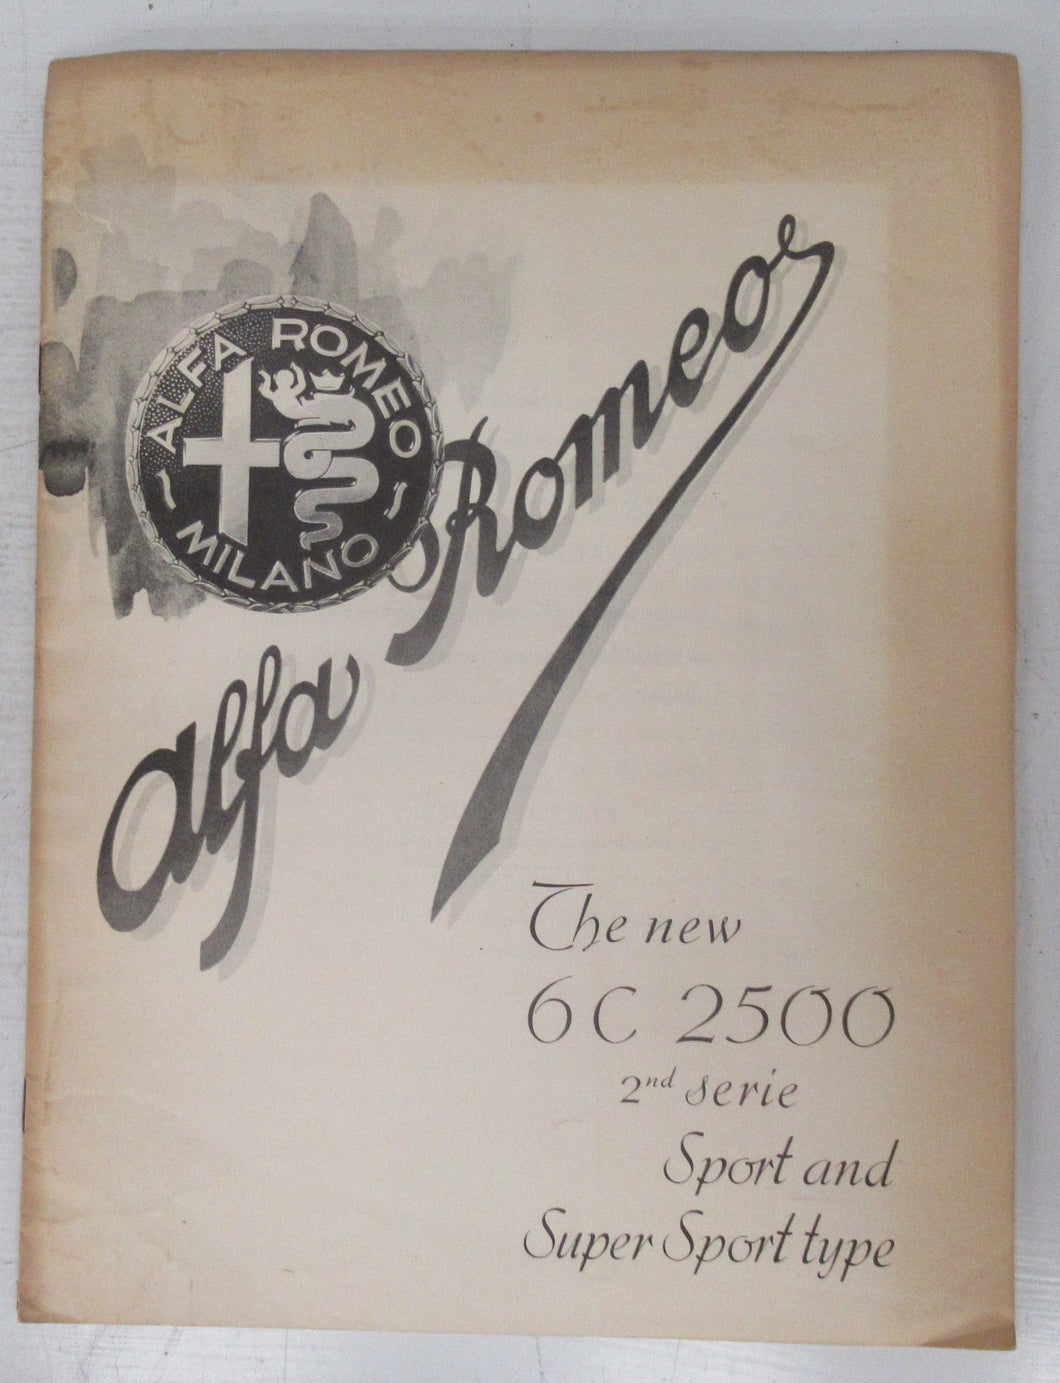 ALFA ROMEO
MILANO
Alfa Romeo
The new
6C 2500
2nd serie
Sport and
Super Sport type